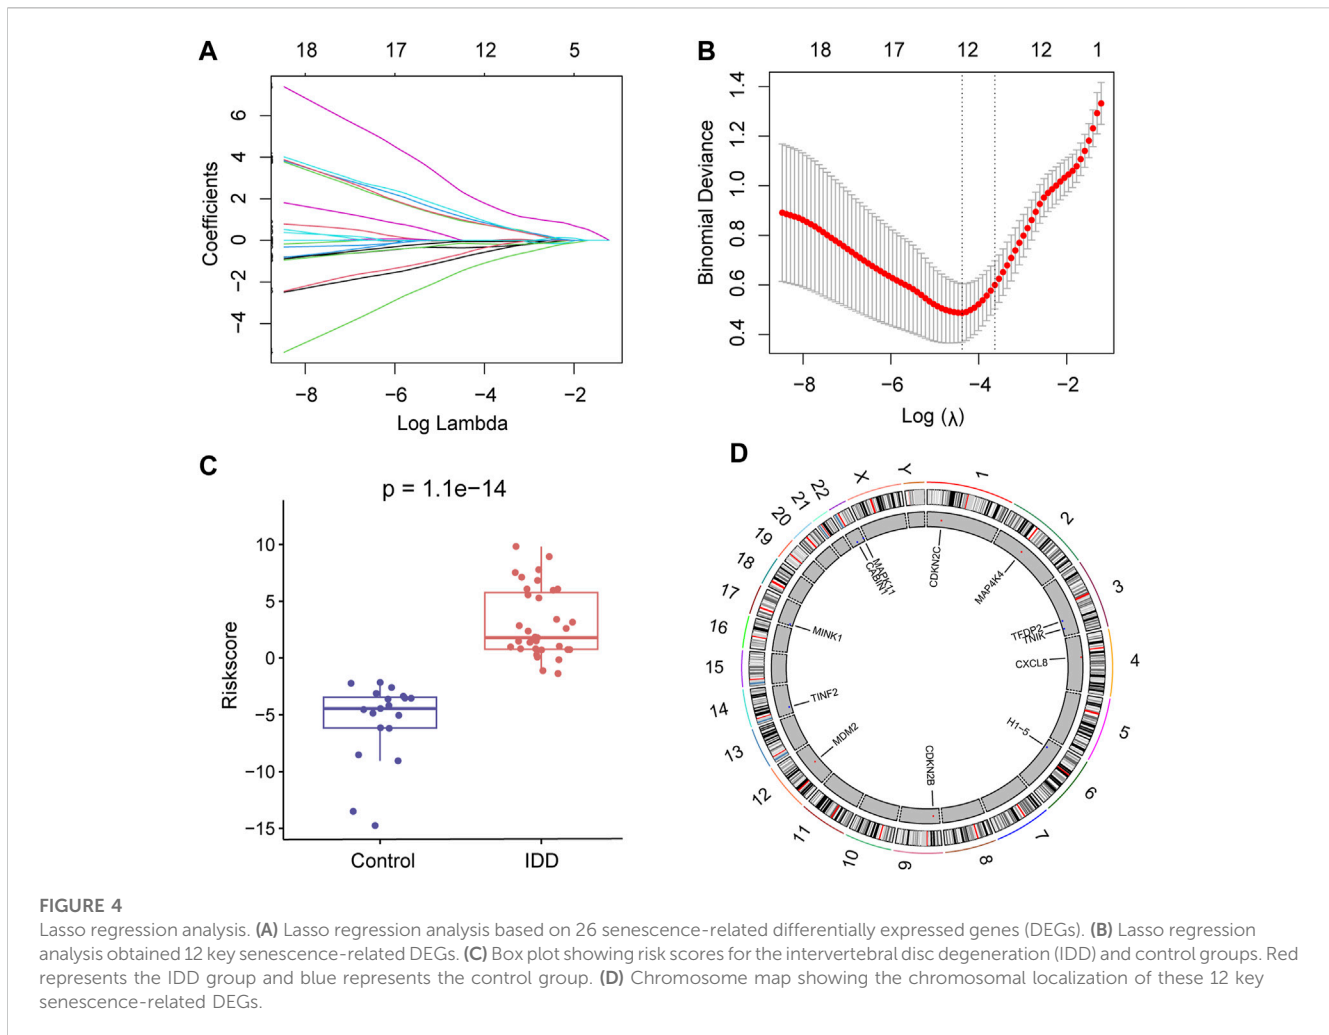 A
18 17 12 5
6
4
2
0
−2
−4
Coefficients
−8 −6 −4 −2
Log Lambda
B
18 17 12 12 1
1.4
1.2
1.0
0.8
0.6
0.4
Binomial Deviance
−8 −6 −4 −2
Log (λ)
C
p = 1.1e−14
10
5
0
−5
−10
−15
Riskscore
Control IDD
D
1
2
3
4
5
6
7
8
9
10
11
12
13
14
15
16
17
18
19
20
21
22
X
Y
CDKN2C
MAP4K4
TFDP2
TNIK
CXCL8
H1−5
CDKN2B
MDM2
TINF2
MINK1
CABIN1
MAPK11
FIGURE 4
Lasso regression analysis. (A) Lasso regression analysis based on 26 senescence-related differentially expressed genes (DEGs). (B) Lasso regression
analysis obtained 12 key senescence-related DEGs. (C) Box plot showing risk scores for the intervertebral disc degeneration (IDD) and control groups. Red
represents the IDD group and blue represents the control group. (D) Chromosome map showing the chromosomal localization of these 12 key
senescence-related DEGs.